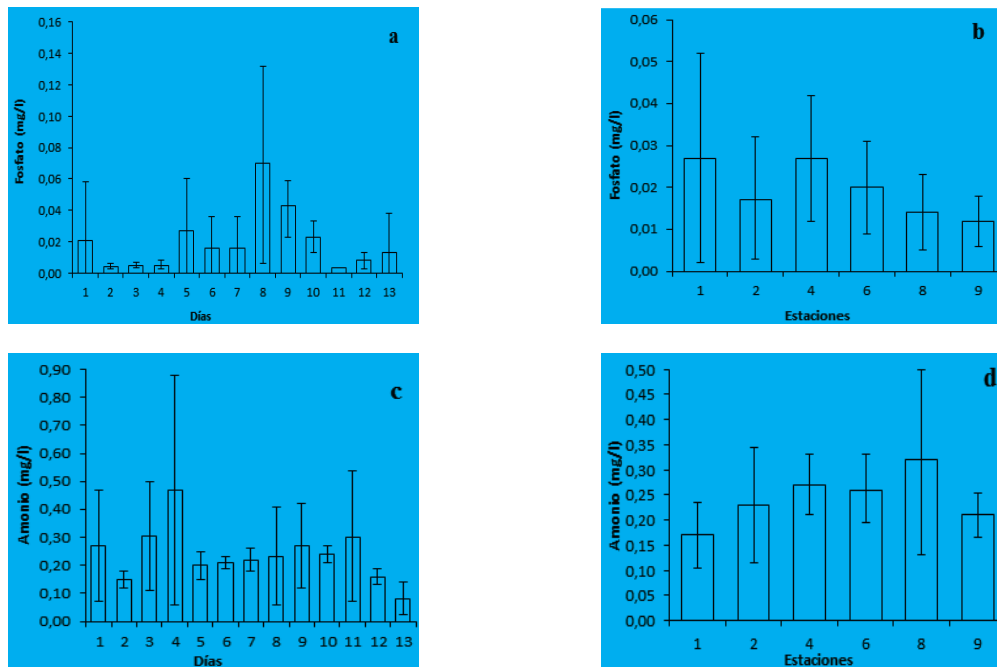 a
Fosfato (mg/l)
0,16
0,14
0,12
0,10
0,08
0,06
0,04
0,02
0,00
1 2 3 4 5 6 7 8 9 10 11 12 13
Días
b
Fosfato (mg/l)
0,06
0,05
0,04
0,03
0,02
0,01
0,00
1 2 4 6 8 9
Estaciones
c
Amonio (mg/l)
0,90
0,80
0,70
0,60
0,50
0,40
0,30
0,20
0,10
0,00
1 2 3 4 5 6 7 8 9 10 11 12 13
Días
d
Amonio (mg/l)
0,50
0,45
0,40
0,35
0,30
0,25
0,20
0,15
0,10
0,05
0,00
1 2 4 6 8 9
Estaciones